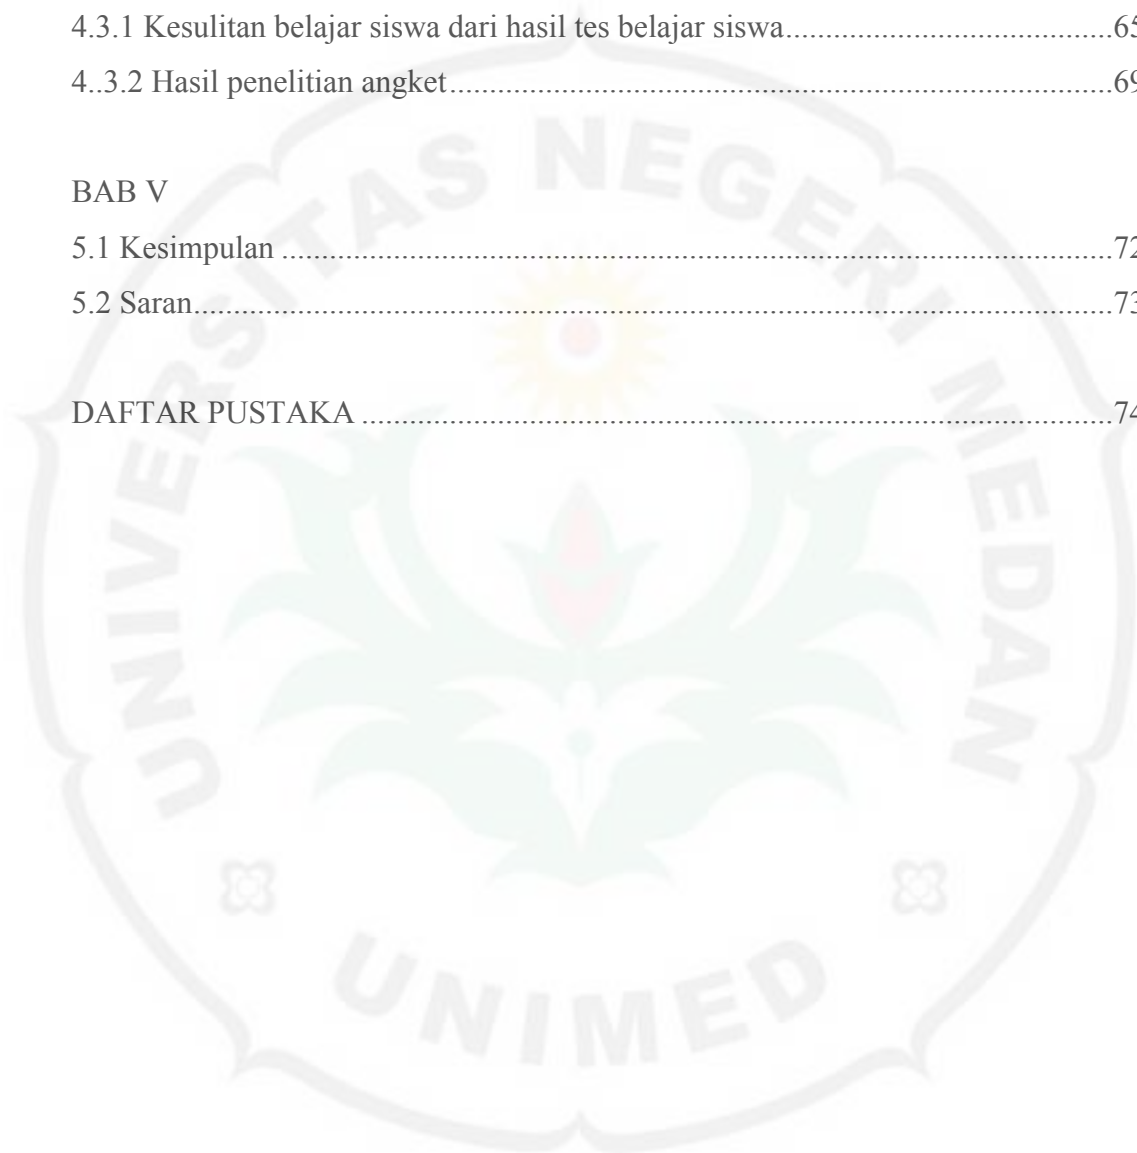 4.3.1 Kesulitan belajar siswa dari hasil tes belajar siswa.........................................65
4..3.2 Hasil penelitian angket....................................................................................69
BAB V
5.1 Kesimpulan .........................................................................................................72
5.2 Saran....................................................................................................................73
DAFTAR PUSTAKA ...............................................................................................74
UNIVERSITAS NEGERI MEDAN
UNIMED